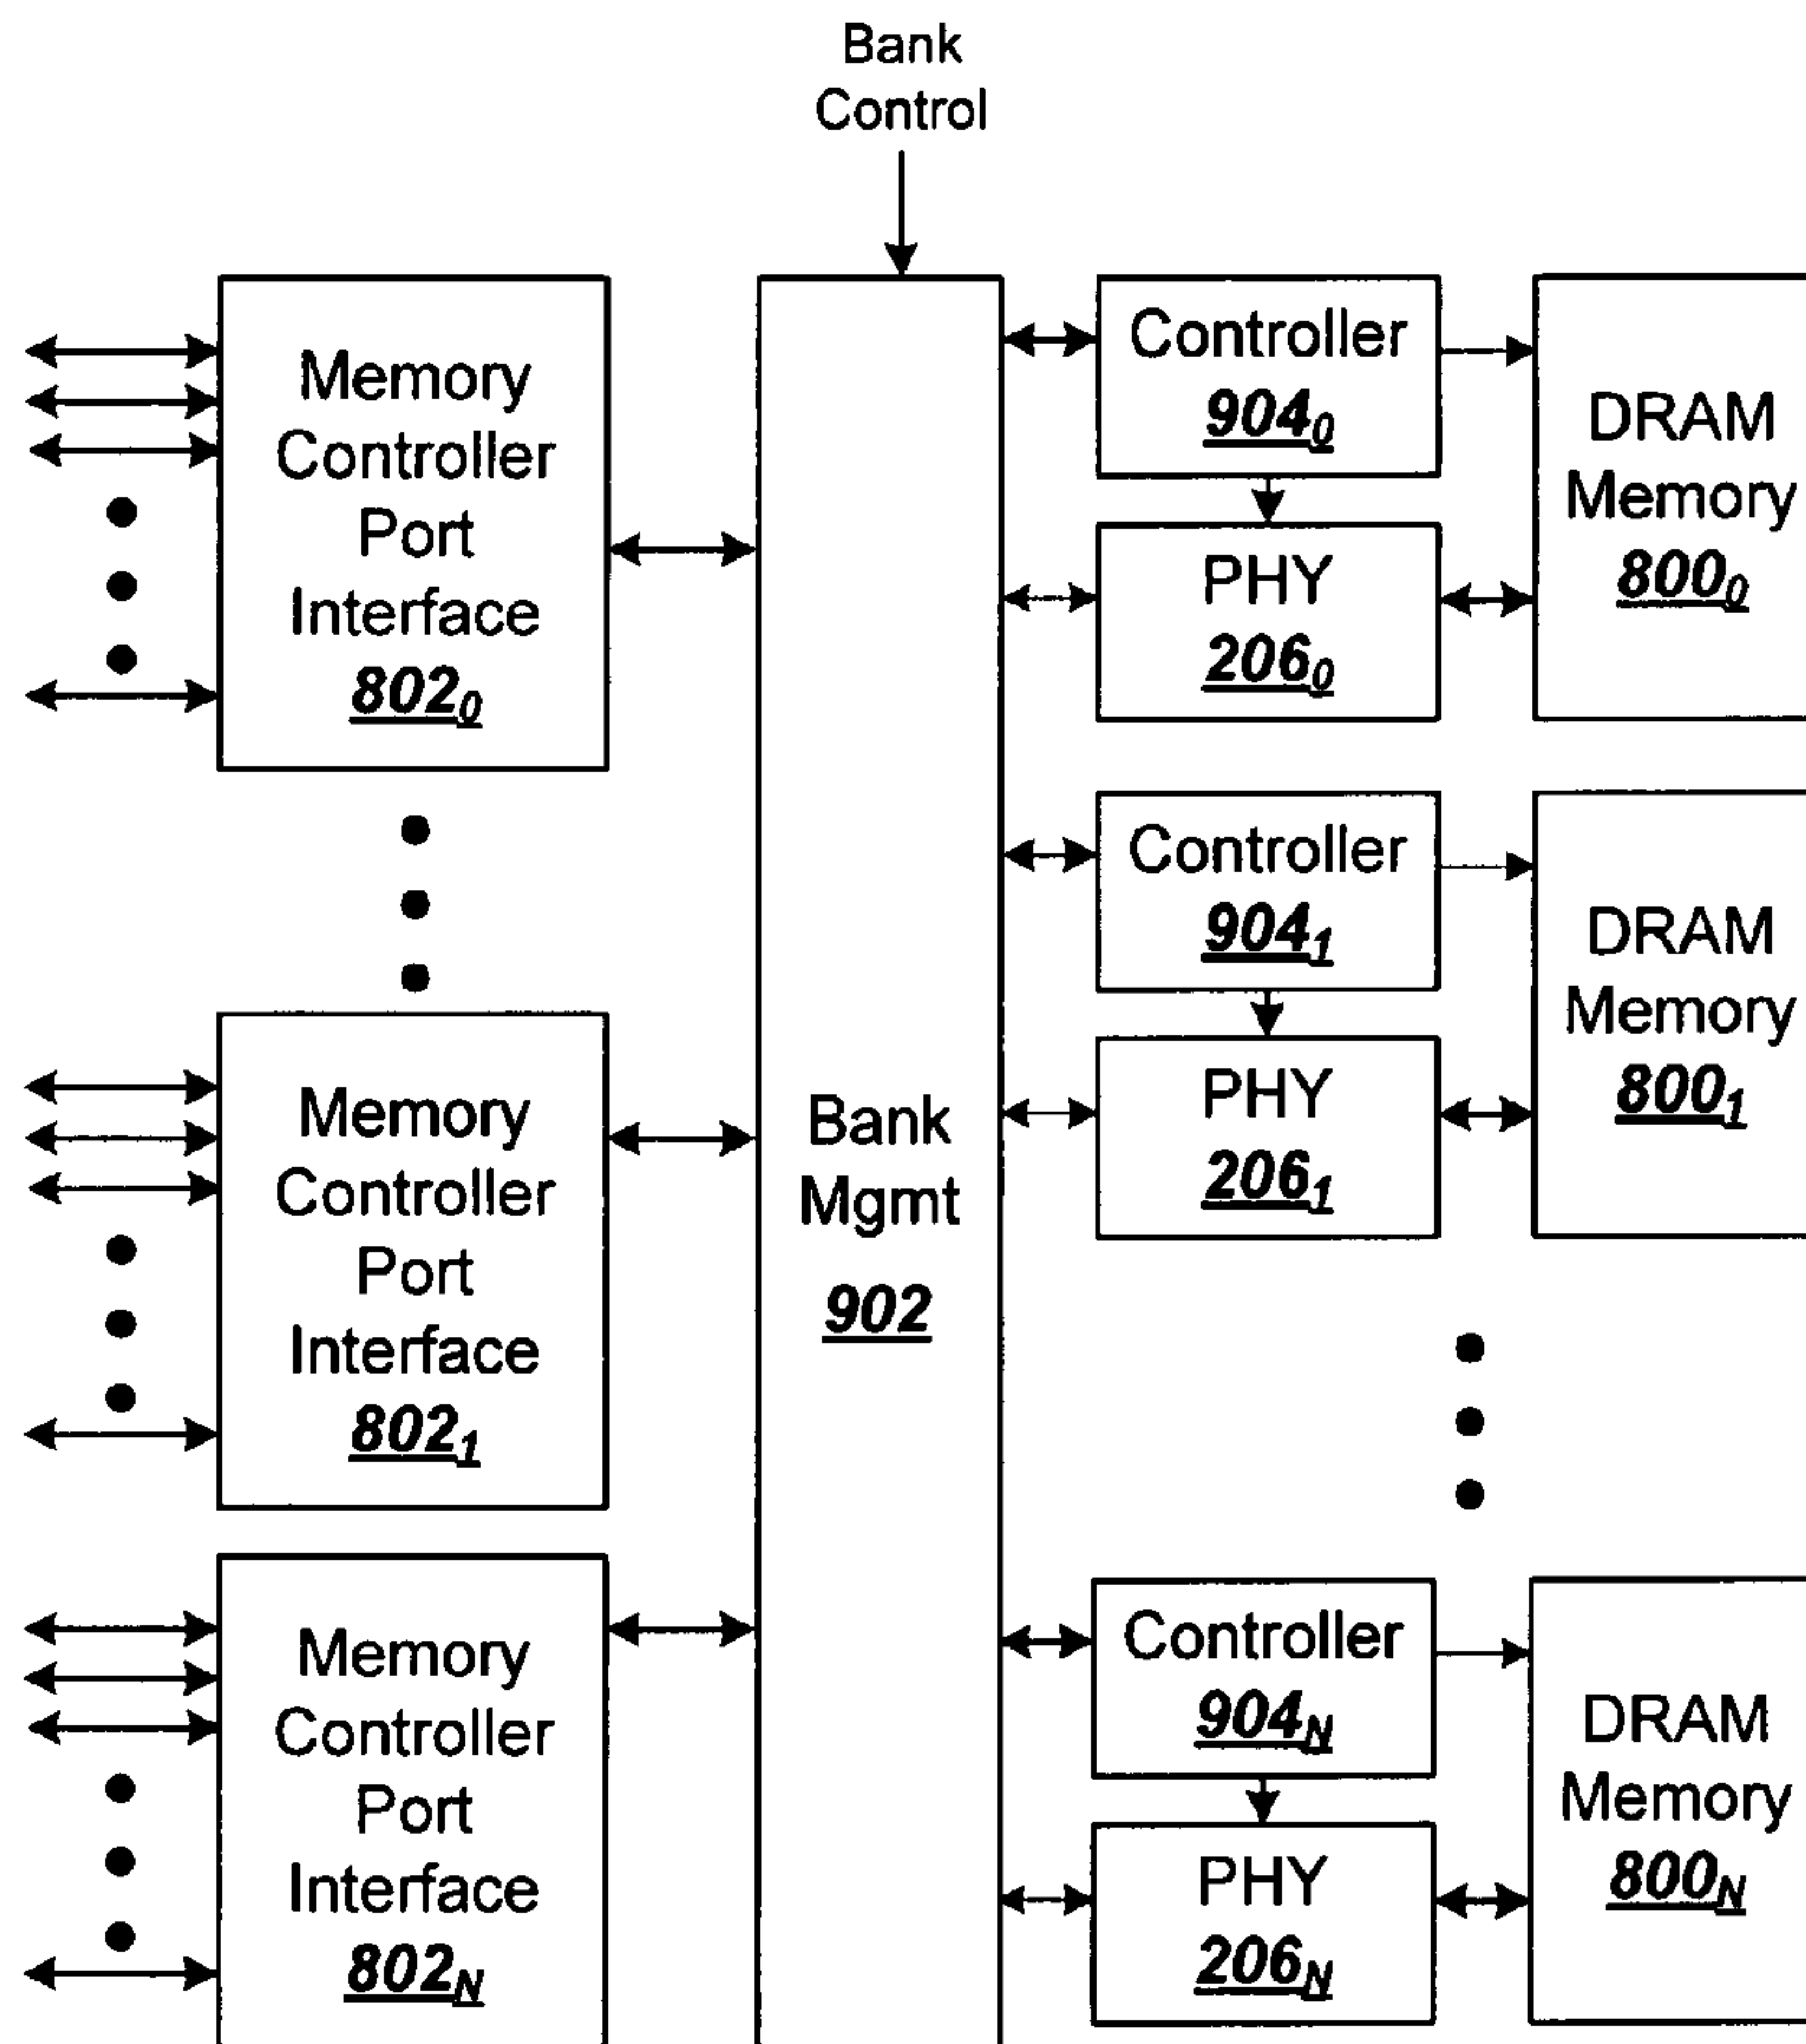 Bank
Control
Memory
Controller
Port
Interface
802₀
Controller
904₀
PHY
206₀
DRAM
Memory
800₀
Controller
904₁
PHY
206₁
DRAM
Memory
800₁
Memory
Controller
Port
Interface
802₁
Bank
Mgmt
902
Memory
Controller
Port
Interface
802N
Controller
904N
PHY
206N
DRAM
Memory
800N